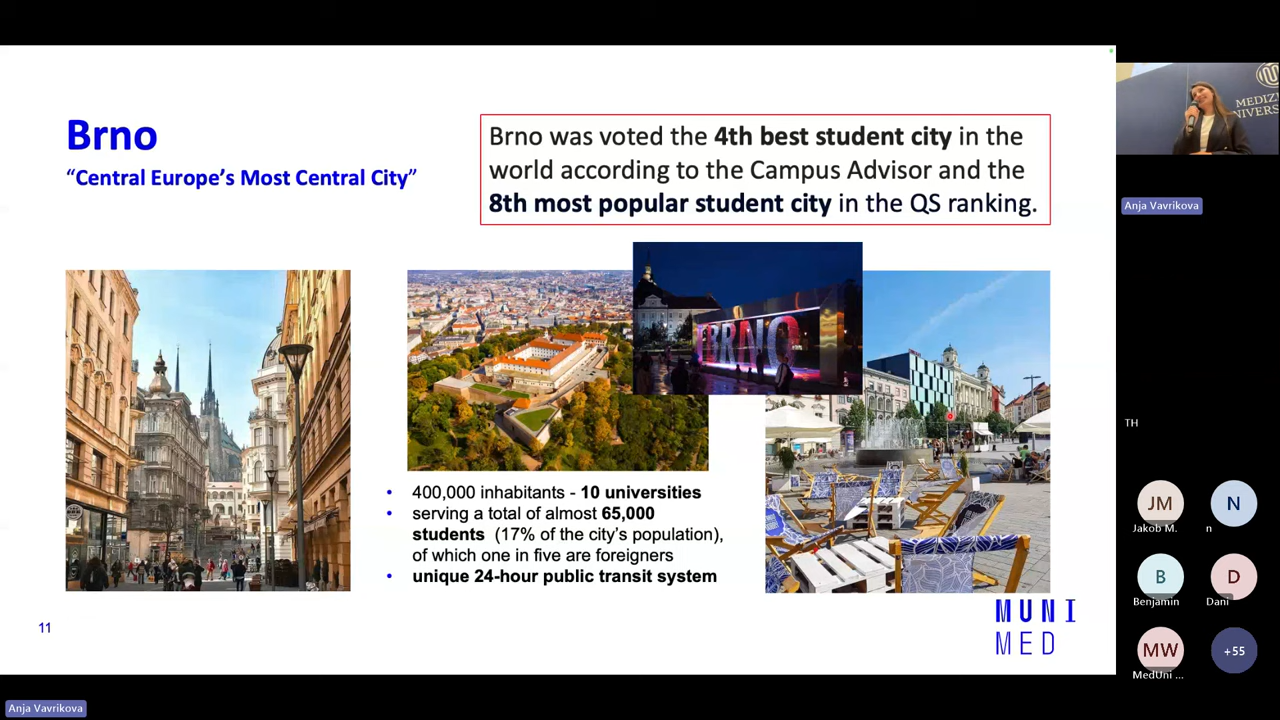 Brno
“Central Europe’s Most Central City”
Brno was voted the 4th best student city in the
world according to the Campus Advisor and the
8th most popular student city in the QS ranking.
BRNO
• 400,000 inhabitants - 10 universities
• serving a total of almost 65,000
students (17% of the city’s population),
of which one in five are foreigners
• unique 24-hour public transit system
11
MUNI
MED
MEDIZI
NIVERS
Anja Vavrikova
TH
JM
Jakob M.
N
n
B
Benjamin
D
Dani
MW
MedUni ...
+55
Anja Vavrikova